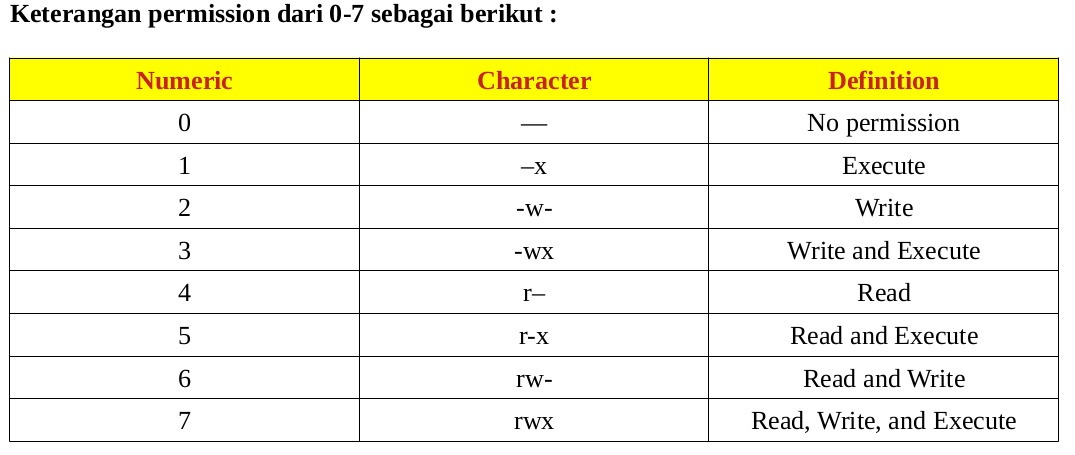 Keterangan permission dari 0-7 sebagai berikut :
Numeric Character Definition
0 — No permission
1 –x Execute
2 -w- Write
3 -wx Write and Execute
4 r– Read
5 r-x Read and Execute
6 rw- Read and Write
7 rwx Read, Write, and Execute